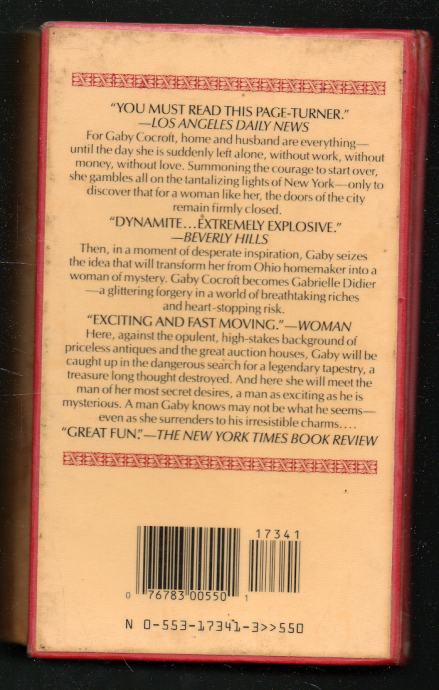 "YOU MUST READ THIS PAGE-TURNER."
—LOS ANGELES DAILY NEWS
For Gaby Cocroft, home and husband are everything—
until the day she is suddenly left alone, without work, without
money, without love. Summoning the courage to start over,
she gambles all on the tantalizing lights of New York—only to
discover that for a woman like her, the doors of the city
remain firmly closed.
"DYNAMITE...EXTREMELY EXPLOSIVE."
—BEVERLY HILLS
Then, in a moment of desperate inspiration, Gaby seizes
the idea that will transform her from Ohio homemaker into a
woman of mystery. Gaby Cocroft becomes Gabrielle Didier
—a glittering forgery in a world of breathtaking riches
and heart-stopping risk.
"EXCITING AND FAST MOVING."—WOMAN
Here, against the opulent, high-stakes background of
priceless antiques and the great auction houses, Gaby will be
caught up in the dangerous search for a legendary tapestry, a
treasure long thought destroyed. And here she will meet the
man of her most secret desires, a man as exciting as he is
mysterious. A man Gaby knows may not be what he seems—
even as she surrenders to his irresistible charms....
"GREAT FUN."—THE NEW YORK TIMES BOOK REVIEW
17341
0 76783 00550 1
N 0-553-17341-3>>550